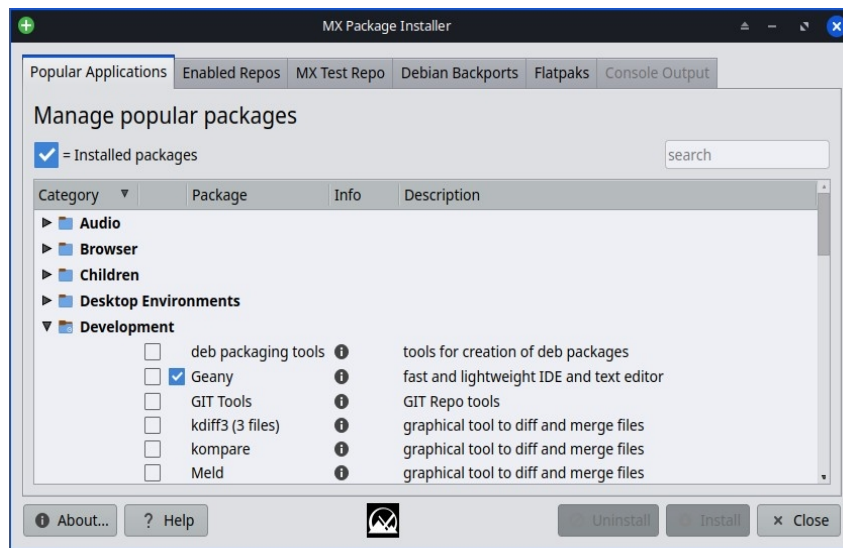 MX Package Installer
Popular Applications Enabled Repos MX Test Repo Debian Backports Flatpaks Console Output
Manage popular packages
= Installed packages
search
Category Package Info Description
Audio
Browser
Children
Desktop Environments
Development
deb packaging tools tools for creation of deb packages
Geany fast and lightweight IDE and text editor
GIT Tools GIT Repo tools
kdiff3 (3 files) graphical tool to diff and merge files
kompare graphical tool to diff and merge files
Meld graphical tool to diff and merge files
About... ? Help Uninstall Install Close